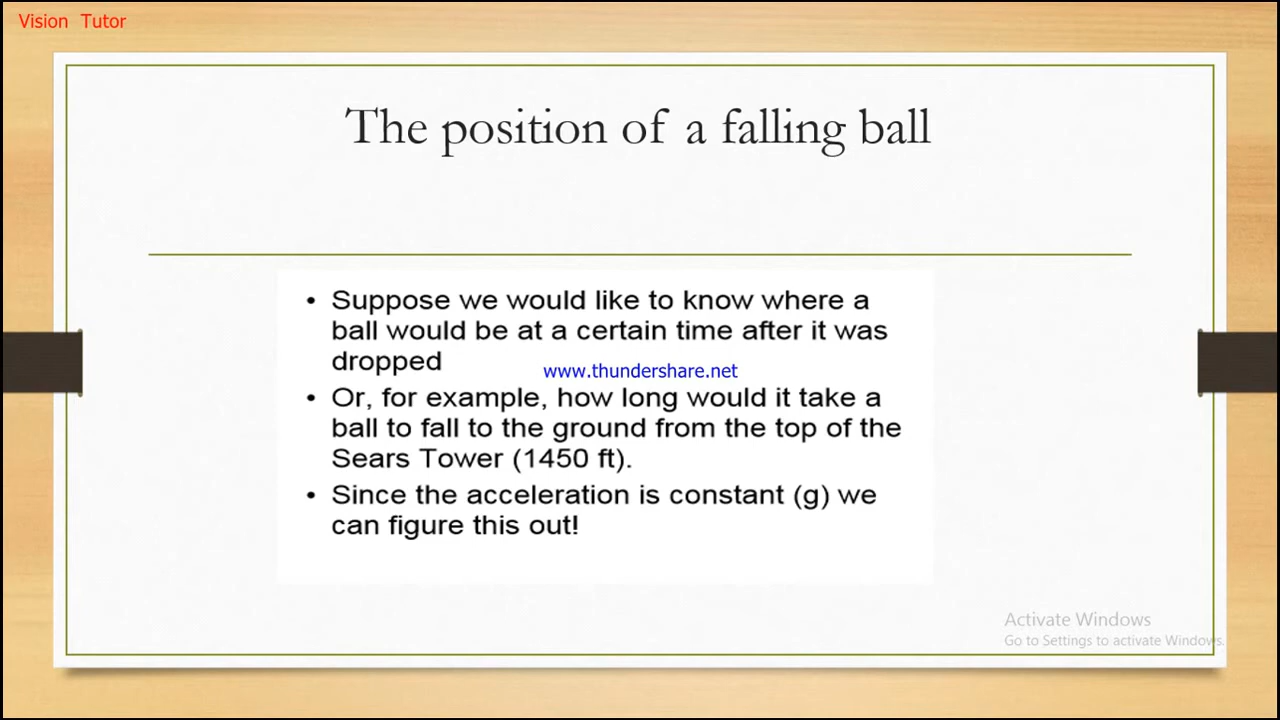 Vision Tutor
The position of a falling ball
• Suppose we would like to know where a
ball would be at a certain time after it was
dropped
www.thundershare.net
• Or, for example, how long would it take a
ball to fall to the ground from the top of the
Sears Tower (1450 ft).
• Since the acceleration is constant (g) we
can figure this out!
Activate Windows
Go to Settings to activate Windows.